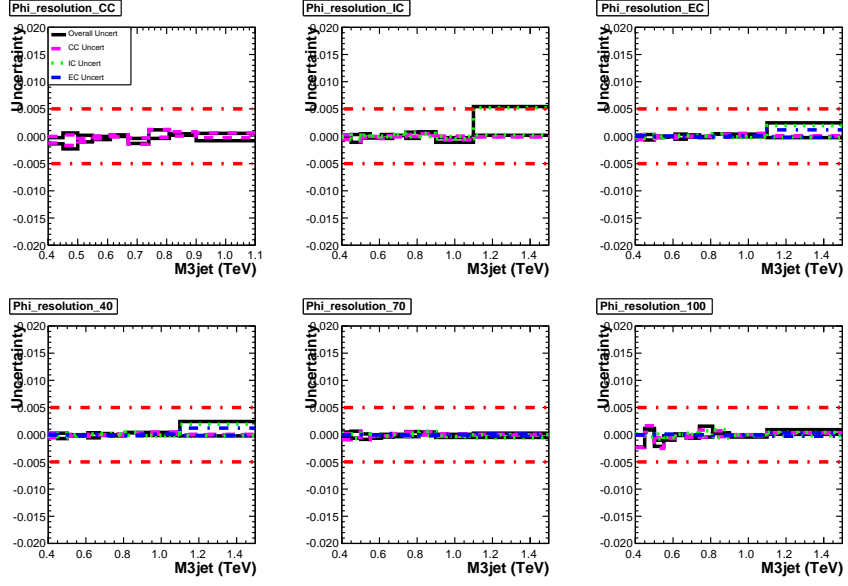 Phi_resolution_CC
Uncertainty
0.020
0.015
0.010
0.005
0.000
-0.005
-0.010
-0.015
-0.020
Overall Uncert
CC Uncert
IC Uncert
EC Uncert
0.4 0.5 0.6 0.7 0.8 0.9 1.0 1.1
M3jet (TeV)
Phi_resolution_IC
Uncertainty
0.020
0.015
0.010
0.005
0.000
-0.005
-0.010
-0.015
-0.020
0.4 0.6 0.8 1.0 1.2 1.4
M3jet (TeV)
Phi_resolution_EC
Uncertainty
0.020
0.015
0.010
0.005
0.000
-0.005
-0.010
-0.015
-0.020
0.4 0.6 0.8 1.0 1.2 1.4
M3jet (TeV)
Phi_resolution_40
Uncertainty
0.020
0.015
0.010
0.005
0.000
-0.005
-0.010
-0.015
-0.020
0.4 0.6 0.8 1.0 1.2 1.4
M3jet (TeV)
Phi_resolution_70
Uncertainty
0.020
0.015
0.010
0.005
0.000
-0.005
-0.010
-0.015
-0.020
0.4 0.6 0.8 1.0 1.2 1.4
M3jet (TeV)
Phi_resolution_100
Uncertainty
0.020
0.015
0.010
0.005
0.000
-0.005
-0.010
-0.015
-0.020
0.4 0.6 0.8 1.0 1.2 1.4
M3jet (TeV)